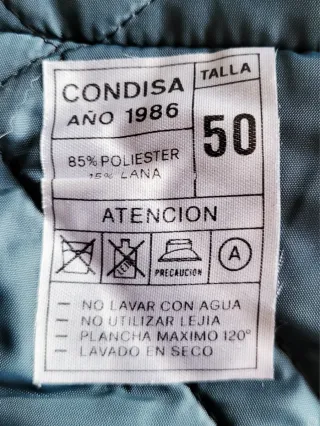 CONDISA
AÑO 1986
TALLA
50
85% POLIESTER
15% LANA
ATENCION
LEJIA
PRECAUCION
A
— NO LAVAR CON AGUA
— NO UTILIZAR LEJIA
— PLANCHA MAXIMO 120°
— LAVADO EN SECO